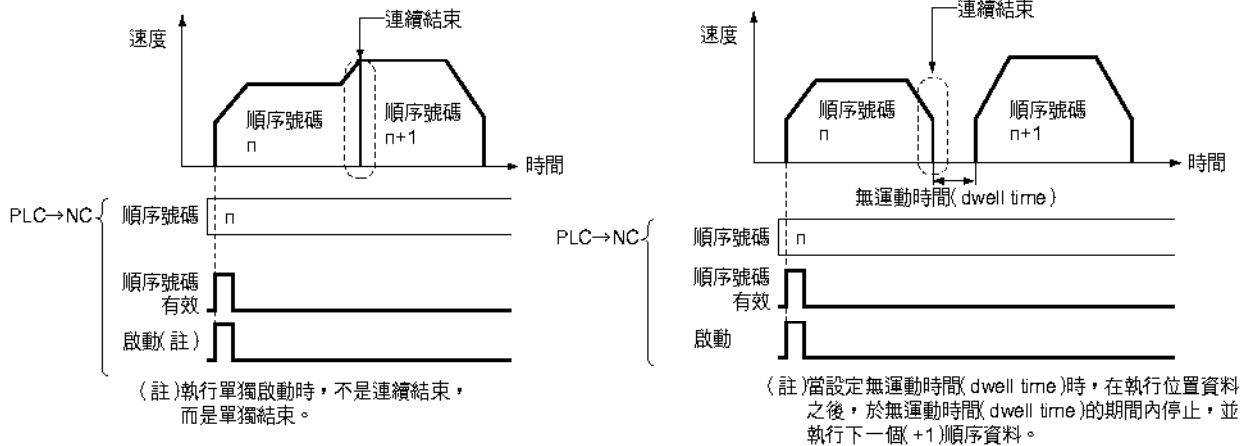 連續結束
速度
順序號碼
n
順序號碼
n+1
時間
PLC→NC
順序號碼
n
順序號碼
有效
啟動(註)
(註)執行單獨啟動時，不是連續結束，
而是單獨結束。
連續結束
速度
順序號碼
n
順序號碼
n+1
時間
無運動時間(dwell time)
PLC→NC
順序號碼
n
順序號碼
有效
啟動
(註)當設定無運動時間(dwell time)時，在執行位置資料
之後，於無運動時間(dwell time)的期間內停止，並
執行下一個(+1)順序資料。